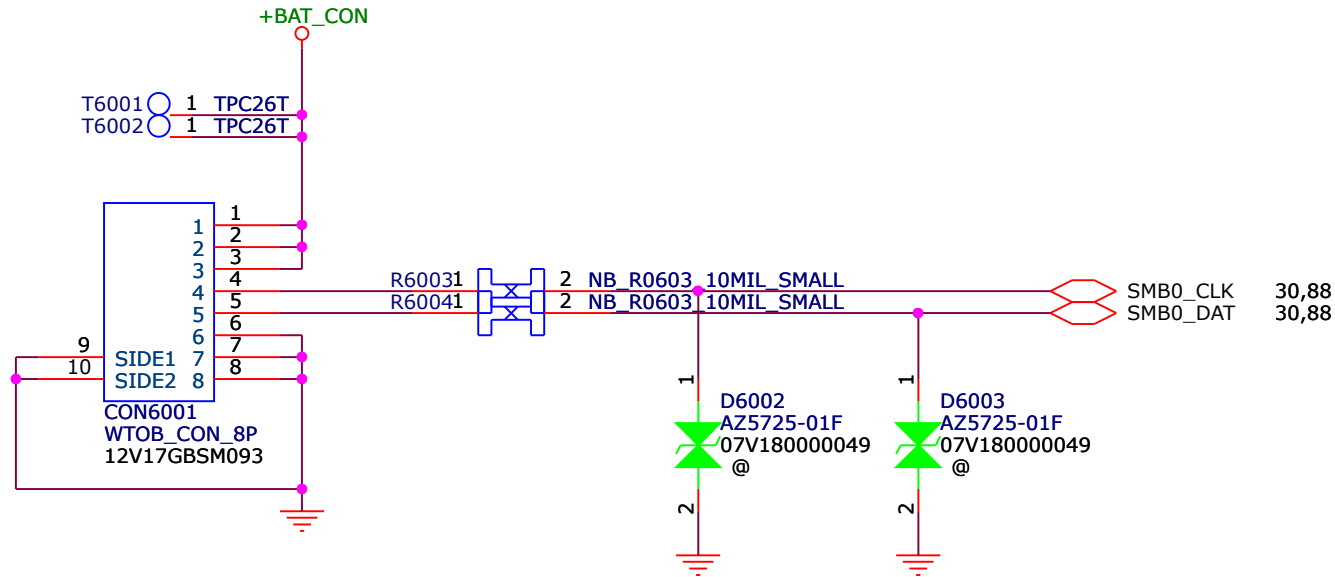 +BAT_CON
T6001 1 TPC26T
T6002 1 TPC26T
1 1
2 2
3 3
4 4
5 5
6 6
7 7
8 8
9 SIDE1
10 SIDE2
CON6001
WTOB_CON_8P
12V17GBSM093
R6003 1 2 NB_R0603_10MIL_SMALL
R6004 1 2 NB_R0603_10MIL_SMALL
SMB0_CLK 30,88
SMB0_DAT 30,88
1
D6002
AZ5725-01F
07V180000049
@
2
1
D6003
AZ5725-01F
07V180000049
@
2